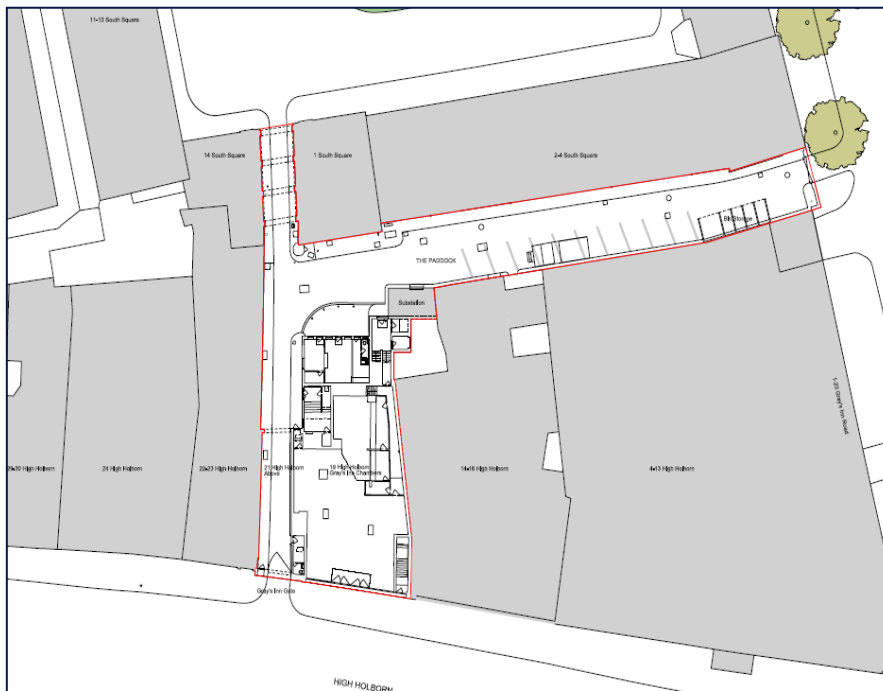 11-13 South Square
14 South Square
1 South Square
2-4 South Square
Bin Storage
THE PADDOCK
Substation
1-23 Gray's Inn Road
29-30 High Holborn
24 High Holborn
22-23 High Holborn
21 High Holborn
Above
19 High Holborn
Gray's Inn Chambers
14-18 High Holborn
4-13 High Holborn
Gray's Inn Gate
HIGH HOLBORN